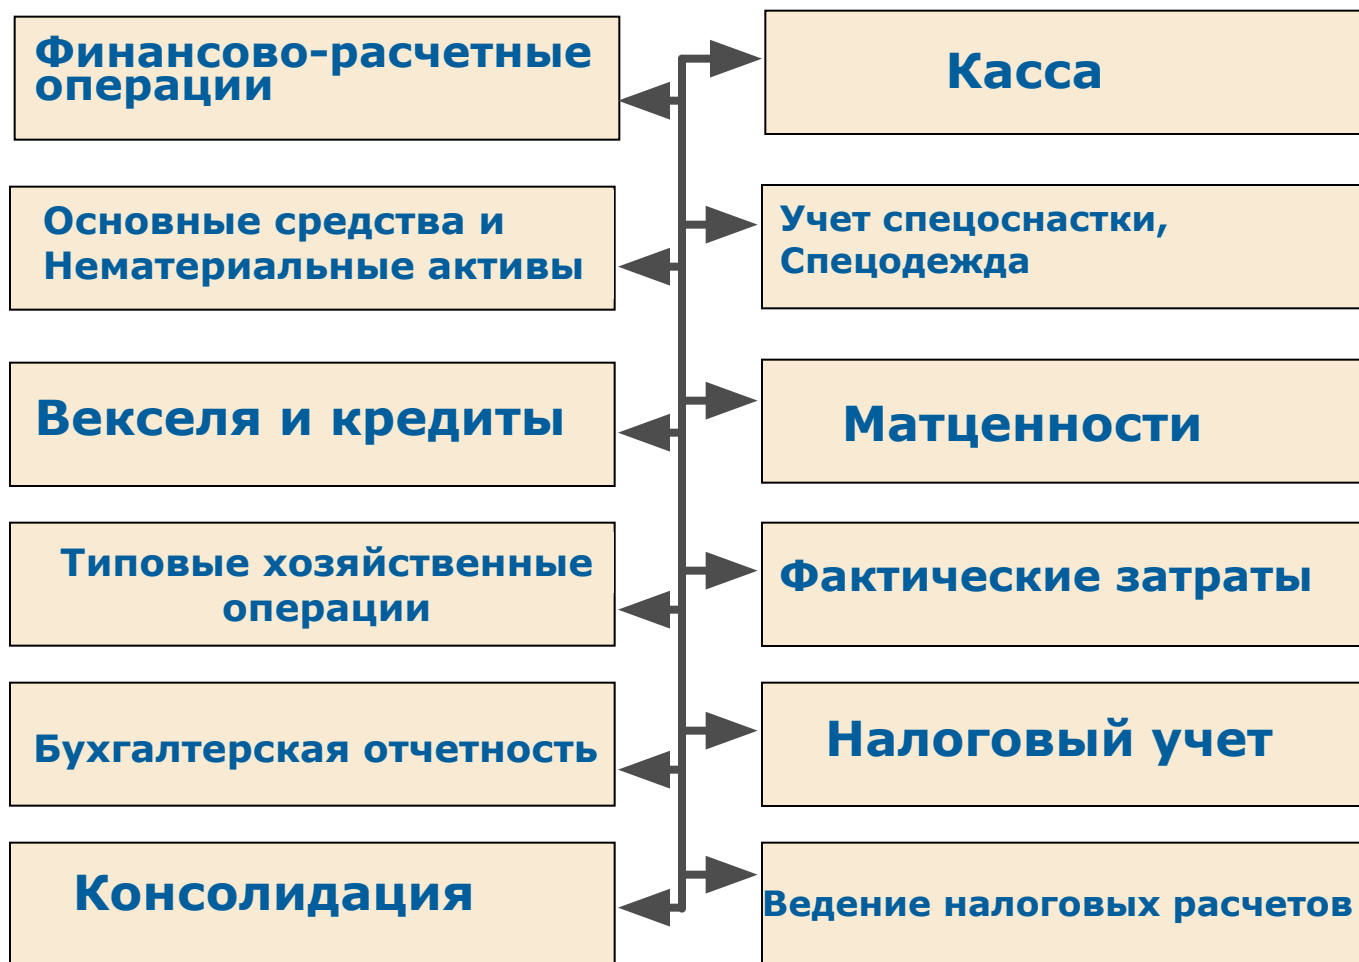 Финансово-расчетные
операции
Касса
Основные средства и
Нематериальные активы
Учет спецоснастки,
Спецодежда
Векселя и кредиты
Матценности
Типовые хозяйственные
операции
Фактические затраты
Бухгалтерская отчетность
Налоговый учет
Консолидация
Ведение налоговых расчетов